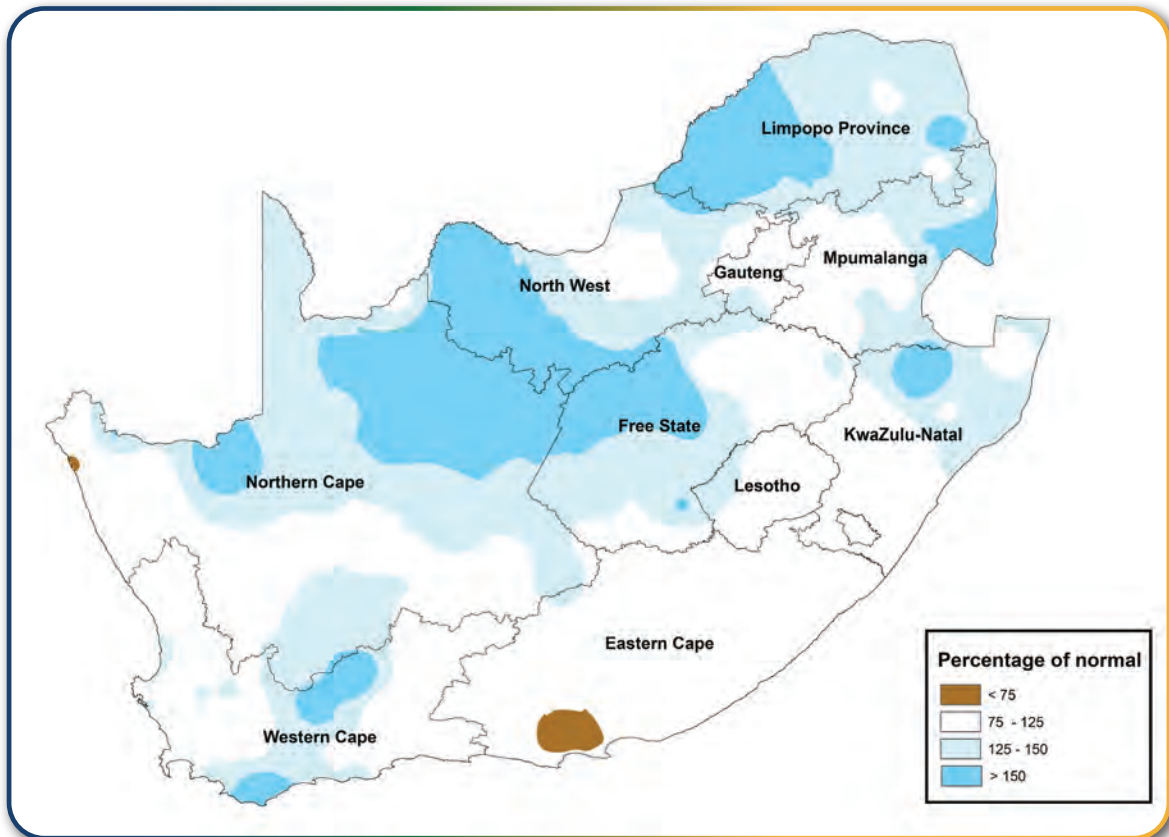 Limpopo Province
Mpumalanga
Gauteng
North West
Free State
KwaZulu-Natal
Northern Cape
Lesotho
Eastern Cape
Western Cape
Percentage of normal
< 75
75 - 125
125 - 150
> 150